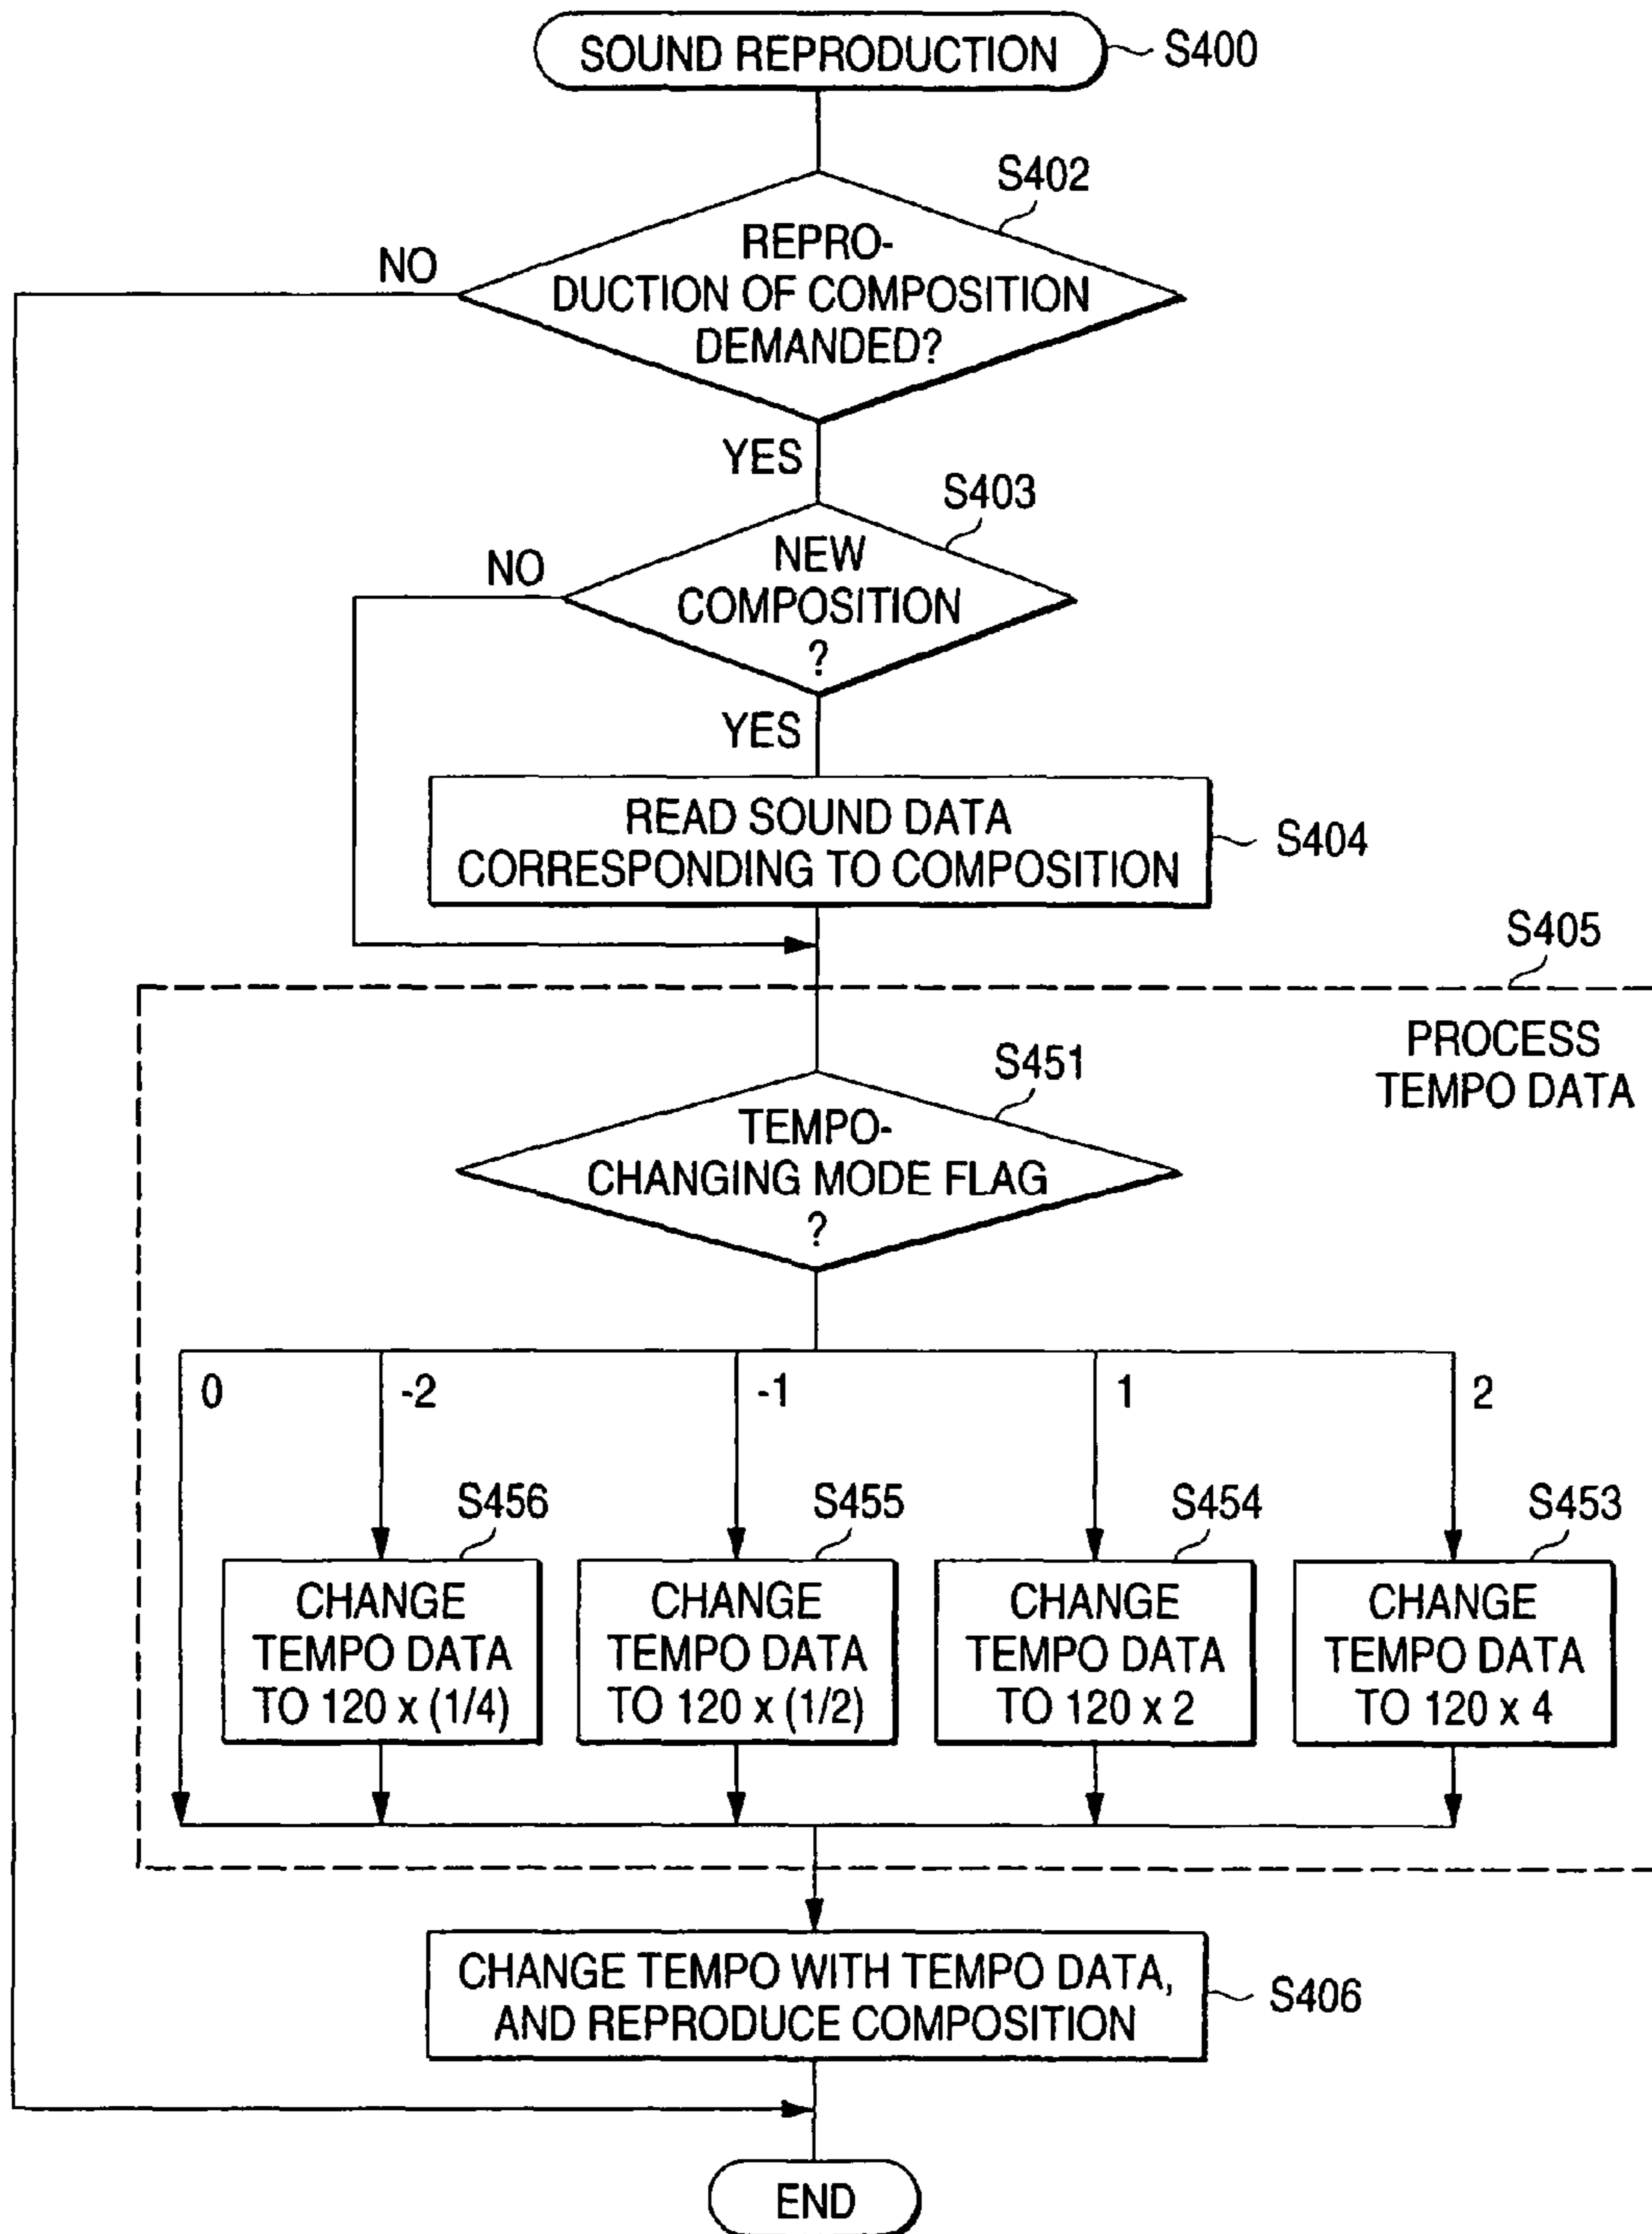 SOUND REPRODUCTION
S400
S402
REPRO-
DUCTION OF COMPOSITION
DEMANDED?
NO
YES
S403
NEW
COMPOSITION
?
NO
YES
READ SOUND DATA
CORRESPONDING TO COMPOSITION
S404
S405
PROCESS
TEMPO DATA
S451
TEMPO-
CHANGING MODE FLAG
?
0
-2
-1
1
2
S456
CHANGE
TEMPO DATA
TO 120 x (1/4)
S455
CHANGE
TEMPO DATA
TO 120 x (1/2)
S454
CHANGE
TEMPO DATA
TO 120 x 2
S453
CHANGE
TEMPO DATA
TO 120 x 4
CHANGE TEMPO WITH TEMPO DATA,
AND REPRODUCE COMPOSITION
S406
END